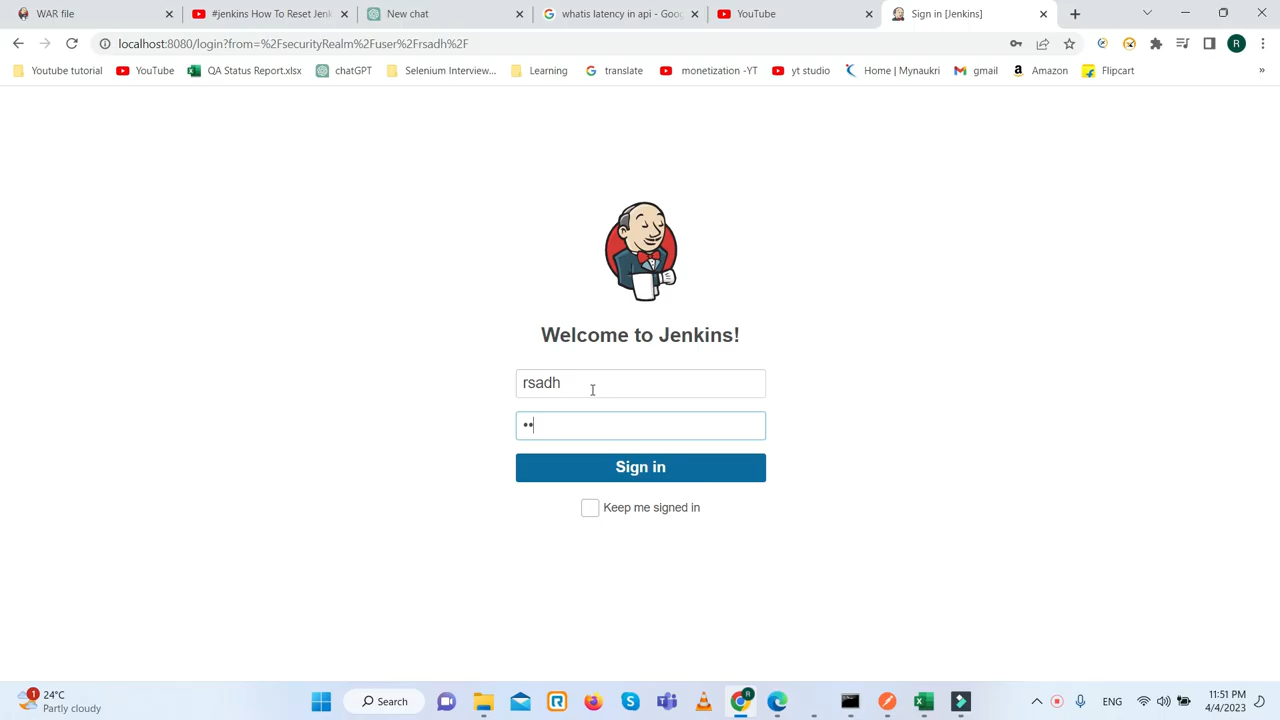 WAR file
#jenkins How To Reset Jenk
New chat
whatis latency in api - Goog
YouTube
Sign in [Jenkins]
localhost:8080/login?from=%2FsecurityRealm%2Fuser%2Frsadh%2F
R
Youtube tutorial
YouTube
QA Status Report.xlsx
chatGPT
Selenium Interview...
Learning
translate
monetization -YT
yt studio
Home | Mynaukri
gmail
Amazon
Flipcart
»
Welcome to Jenkins!
rsadh
••
Sign in
Keep me signed in
1
24°C
Partly cloudy
Search
R
ENG
11:51 PM
4/4/2023